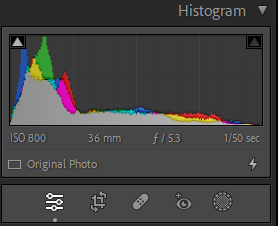 Histogram
ISO 800 36 mm ƒ / 5.3 1/50 sec
Original Photo